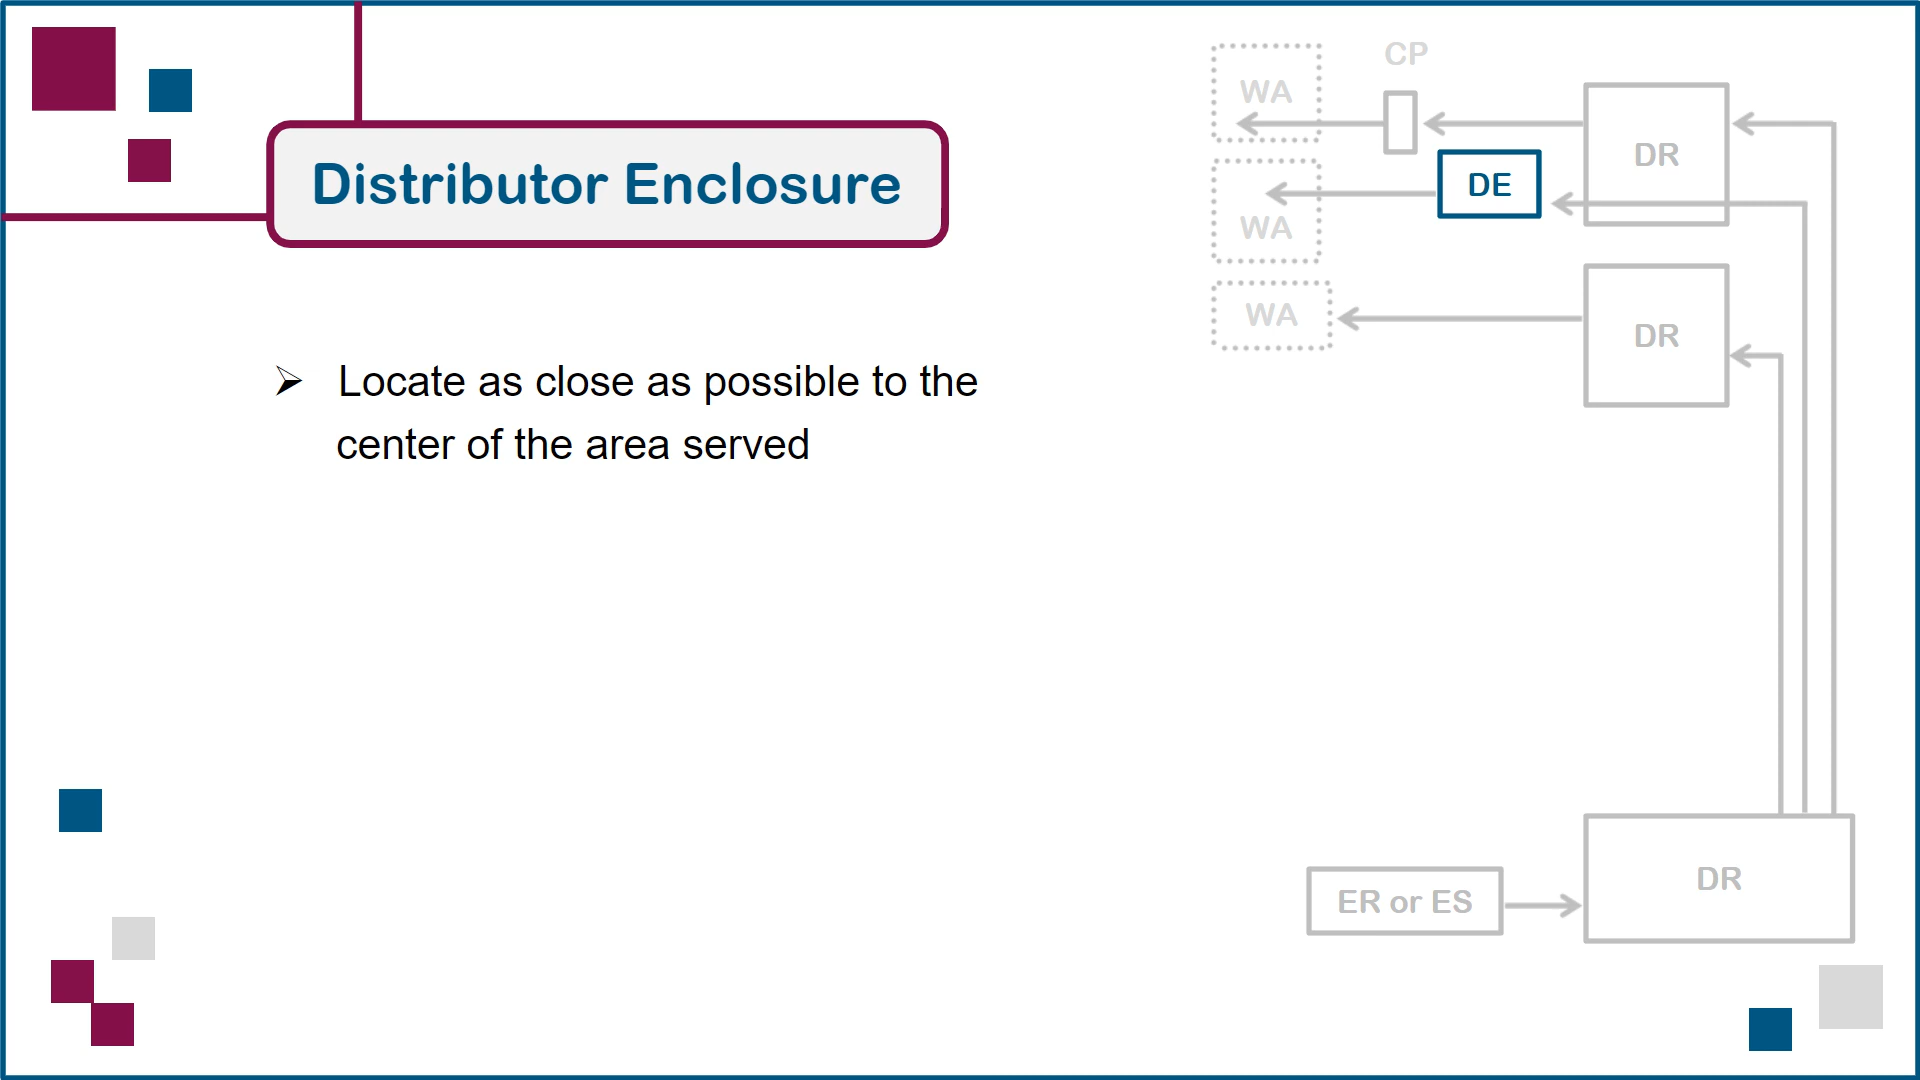 Distributor Enclosure
➢ Locate as close as possible to the
center of the area served
CP
WA
DR
DE
WA
WA
DR
ER or ES
DR